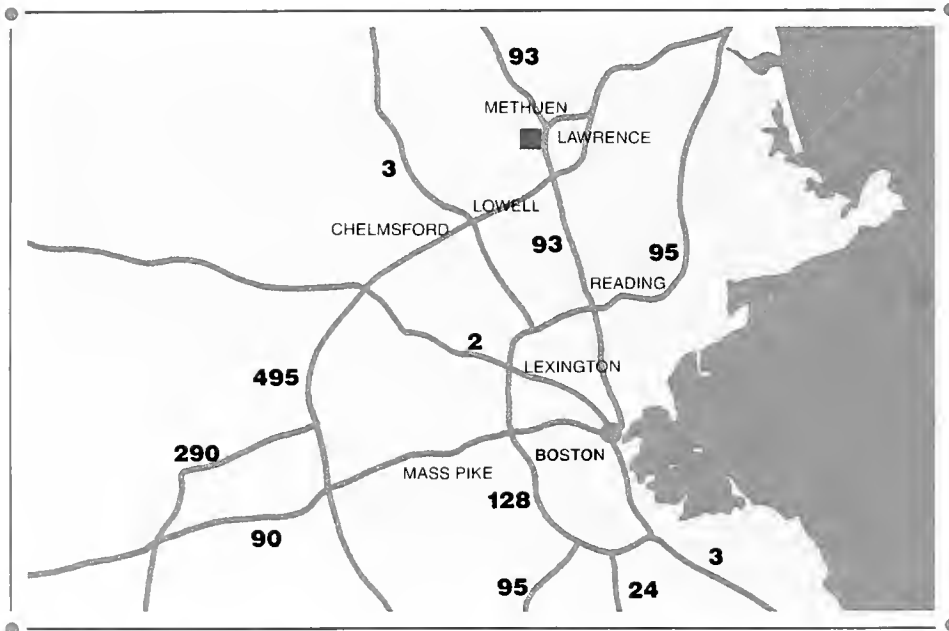 93
METHUEN
LAWRENCE
3
LOWELL
CHELMSFORD
93
95
READING
2
LEXINGTON
495
290
BOSTON
MASS PIKE
128
90
3
95
24